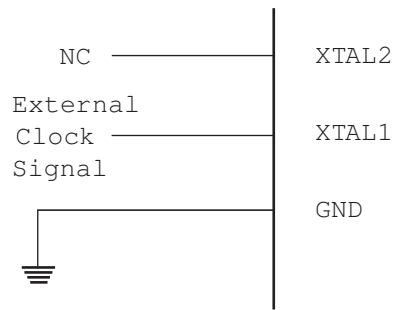 NC
XTAL2
External
Clock
Signal
XTAL1
GND